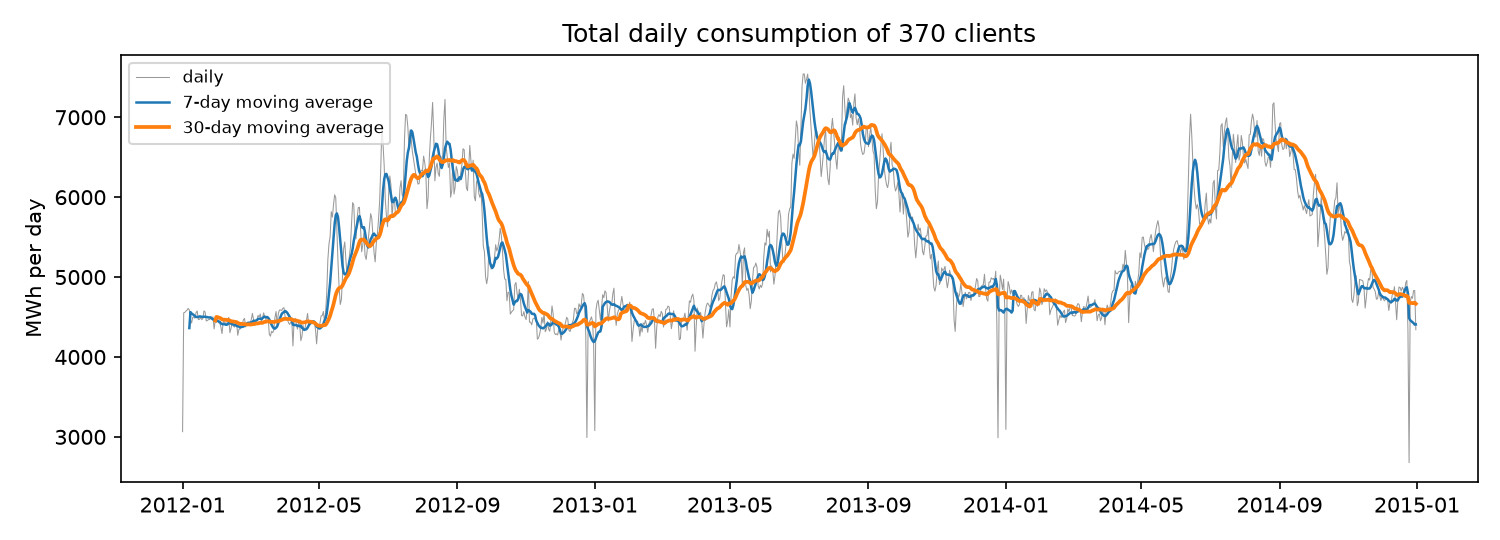 Total daily consumption of 370 clients
daily
7-day moving average
30-day moving average
MWh per day
7000
6000
5000
4000
3000
2012-01 2012-05 2012-09 2013-01 2013-05 2013-09 2014-01 2014-05 2014-09 2015-01